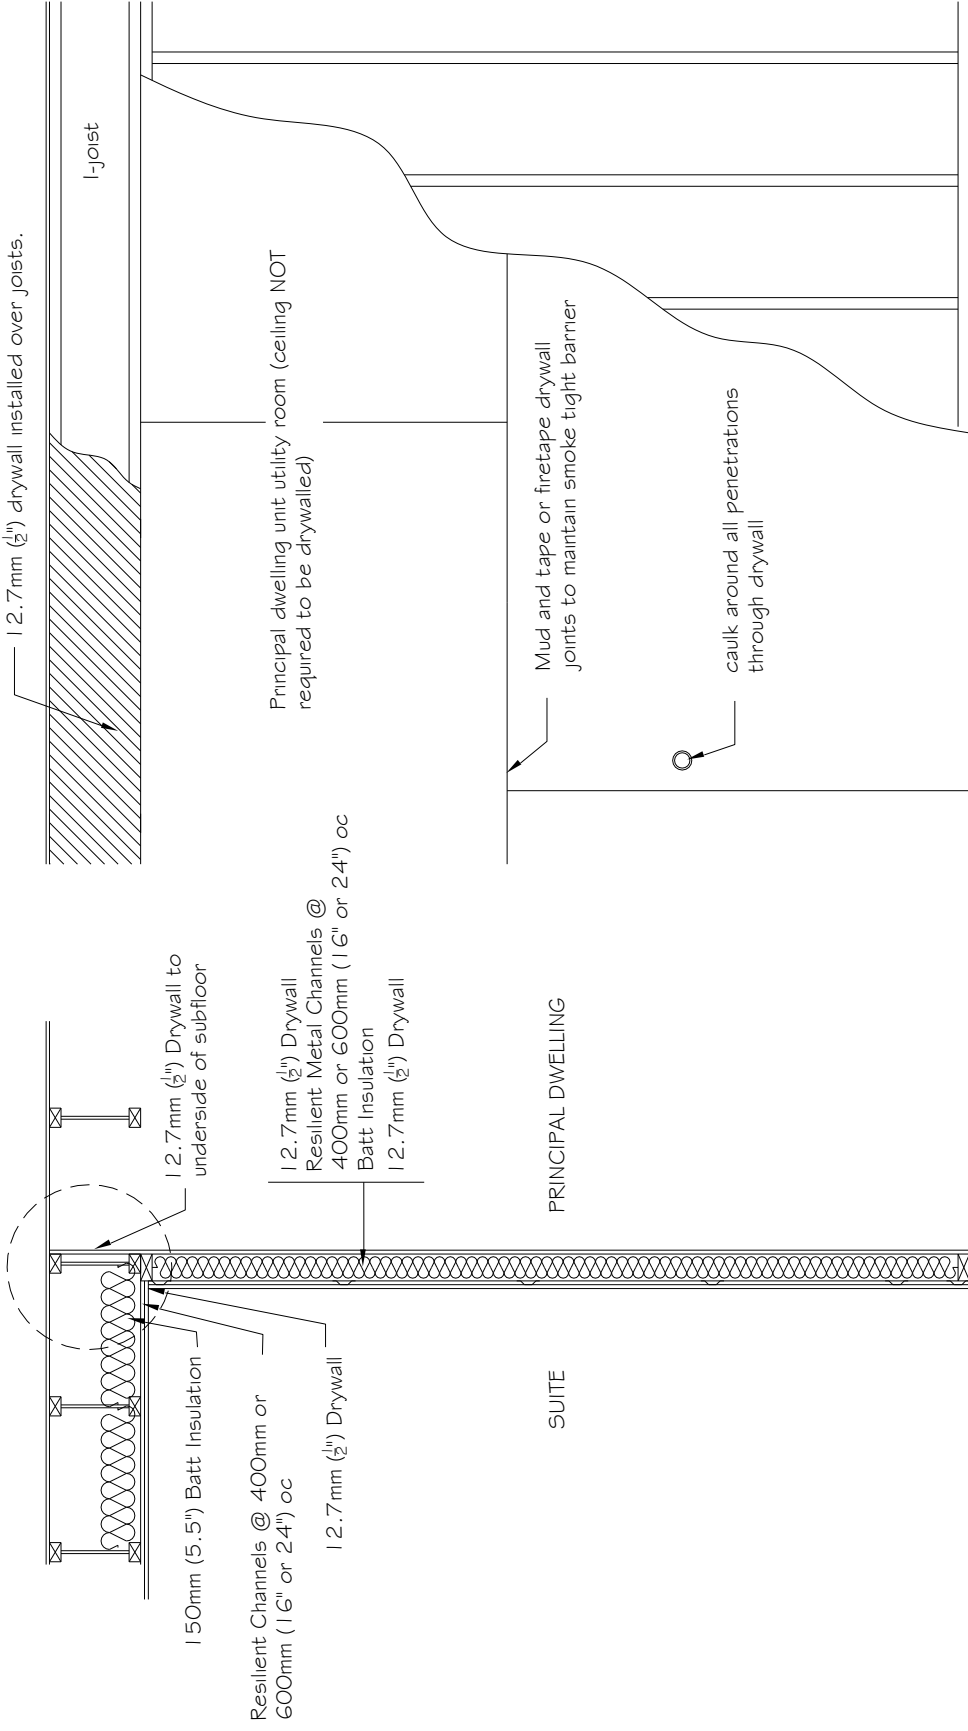 150mm (5.5") Batt Insulation
Resilient Channels @ 400mm or
600mm (16" or 24") oc
12.7mm (1/2") Drywall
SUITE
12.7mm (1/2") Drywall to
underside of subfloor
12.7mm (1/2") Drywall
Resilient Metal Channels @
400mm or 600mm (16" or 24") oc
Batt Insulation
12.7mm (1/2") Drywall
PRINCIPAL DWELLING
12.7mm (1/2") drywall installed over joists.
I-joist
Principal dwelling unit utility room (ceiling NOT
required to be drywalled)
Mud and tape or firetape drywall
joints to maintain smoke tight barrier
caulk around all penetrations
through drywall